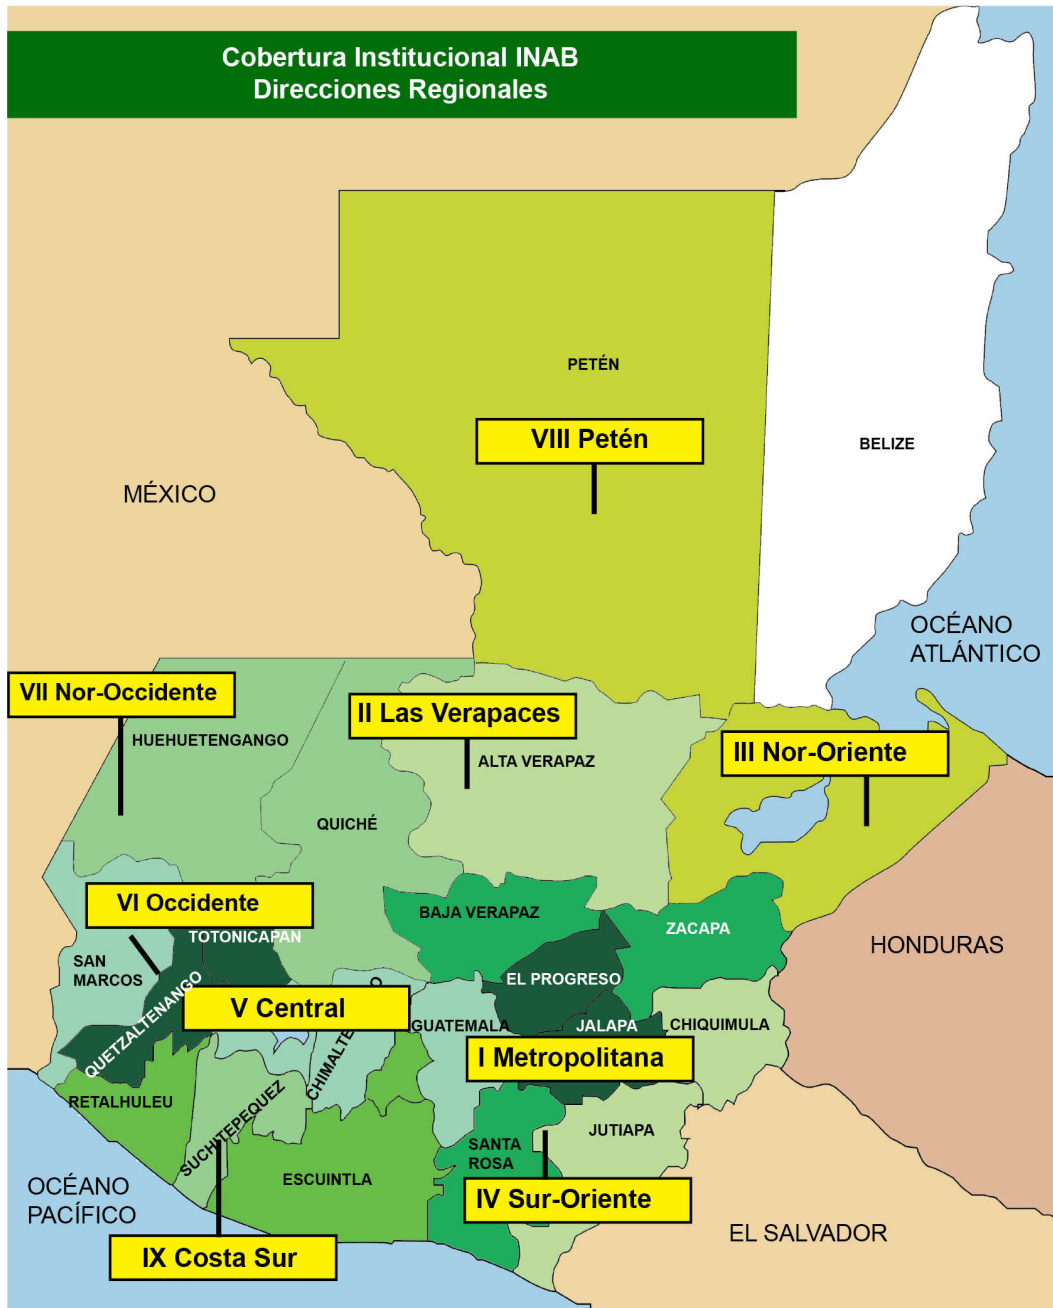 Cobertura Institucional INAB
Direcciones Regionales
PETÉN
VIII Petén
BELIZE
MÉXICO
OCÉANO
ATLÁNTICO
VII Nor-Occidente
II Las Verapaces
HUEHUETENGANGO
ALTA VERAPAZ
III Nor-Oriente
QUICHÉ
VI Occidente
BAJA VERAPAZ
ZACAPA
TOTONICAPAN
HONDURAS
SAN
MARCOS
EL PROGRESO
QUETZALTENANGO
V Central
GUATEMALA
JALAPA
CHIQUIMULA
I Metropolitana
RETALHULEU
SUCHITEPEQUEZ
JUTIAPA
SANTA
ROSA
ESCUINTLA
OCÉANO
PACÍFICO
IV Sur-Oriente
EL SALVADOR
IX Costa Sur